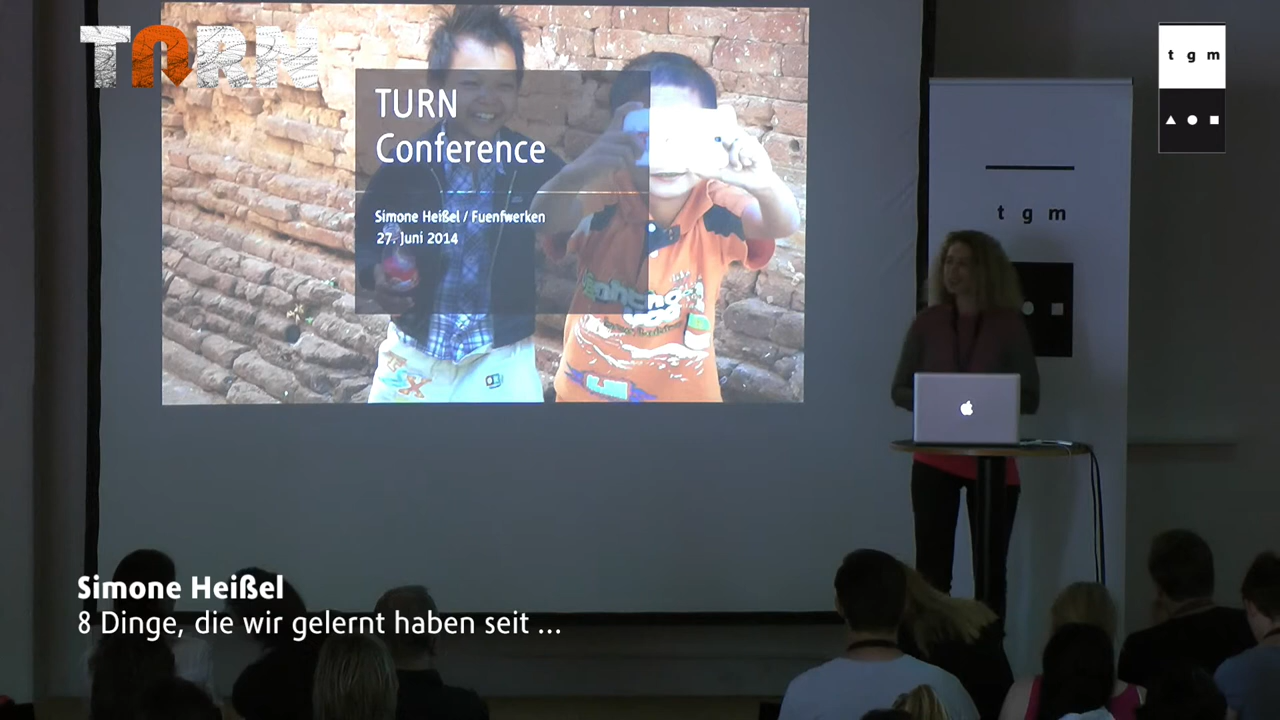 TURN
t g m
TURN
Conference
Simone Heißel / Fuenfwerken
27. Juni 2014
t g m
Simone Heißel
8 Dinge, die wir gelernt haben seit ...